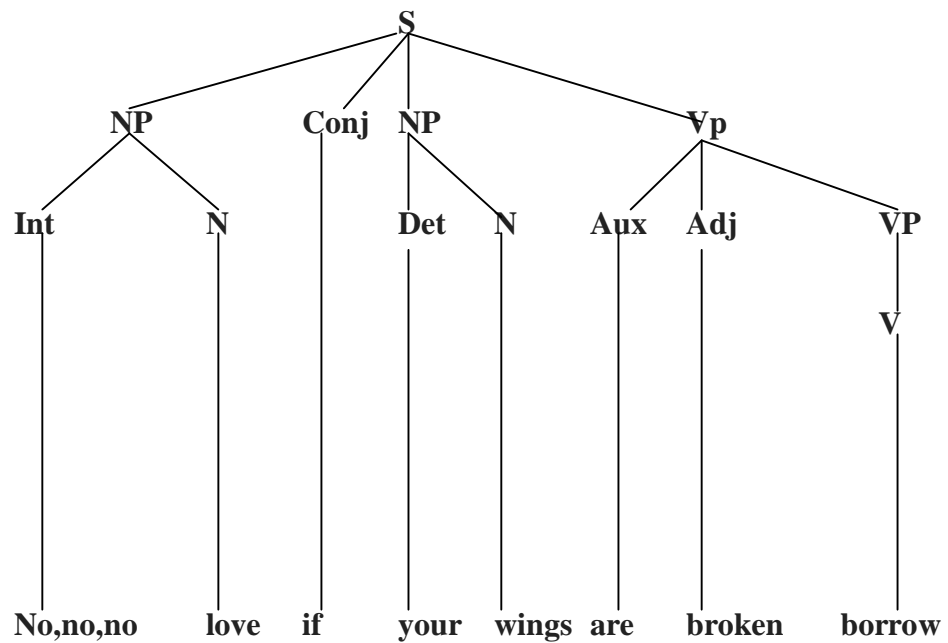 S
NP Conj NP Vp
Int N Det N Aux Adj VP
V
No,no,no love if your wings are broken borrow